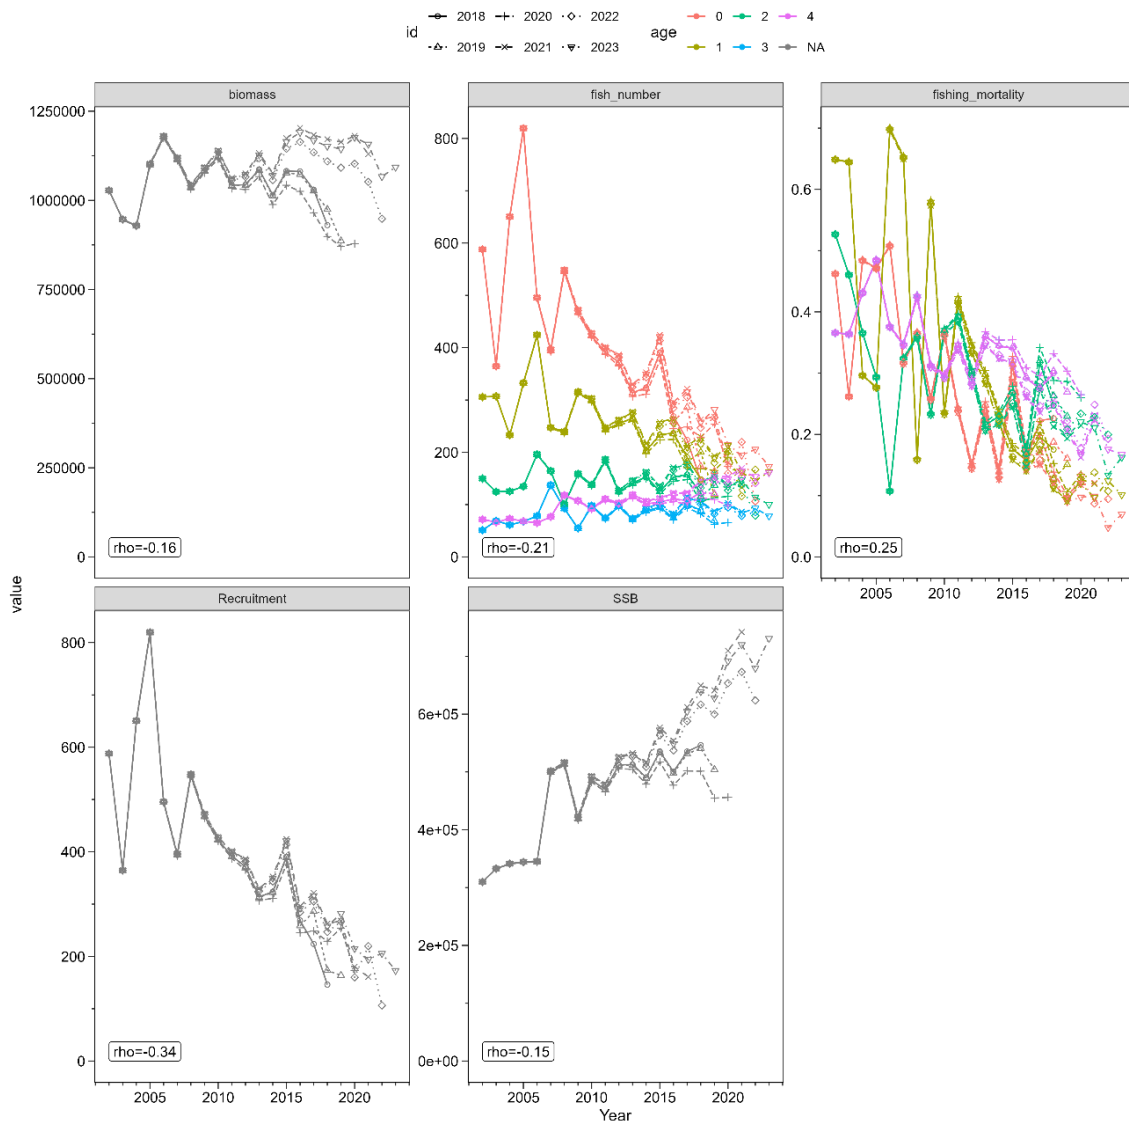 id
2018
2020
2022
2019
2021
2023
age
0
2
4
1
3
NA
biomass
fish_number
fishing_mortality
1250000
1000000
750000
500000
250000
0
rho=-0.16
800
600
400
200
0
rho=-0.21
0.6
0.4
0.2
0.0
rho=0.25
2005
2010
2015
2020
value
Recruitment
SSB
800
600
400
200
0
rho=-0.34
2005
2010
2015
2020
6e+05
4e+05
2e+05
0e+00
rho=-0.15
2005
2010
2015
2020
Year